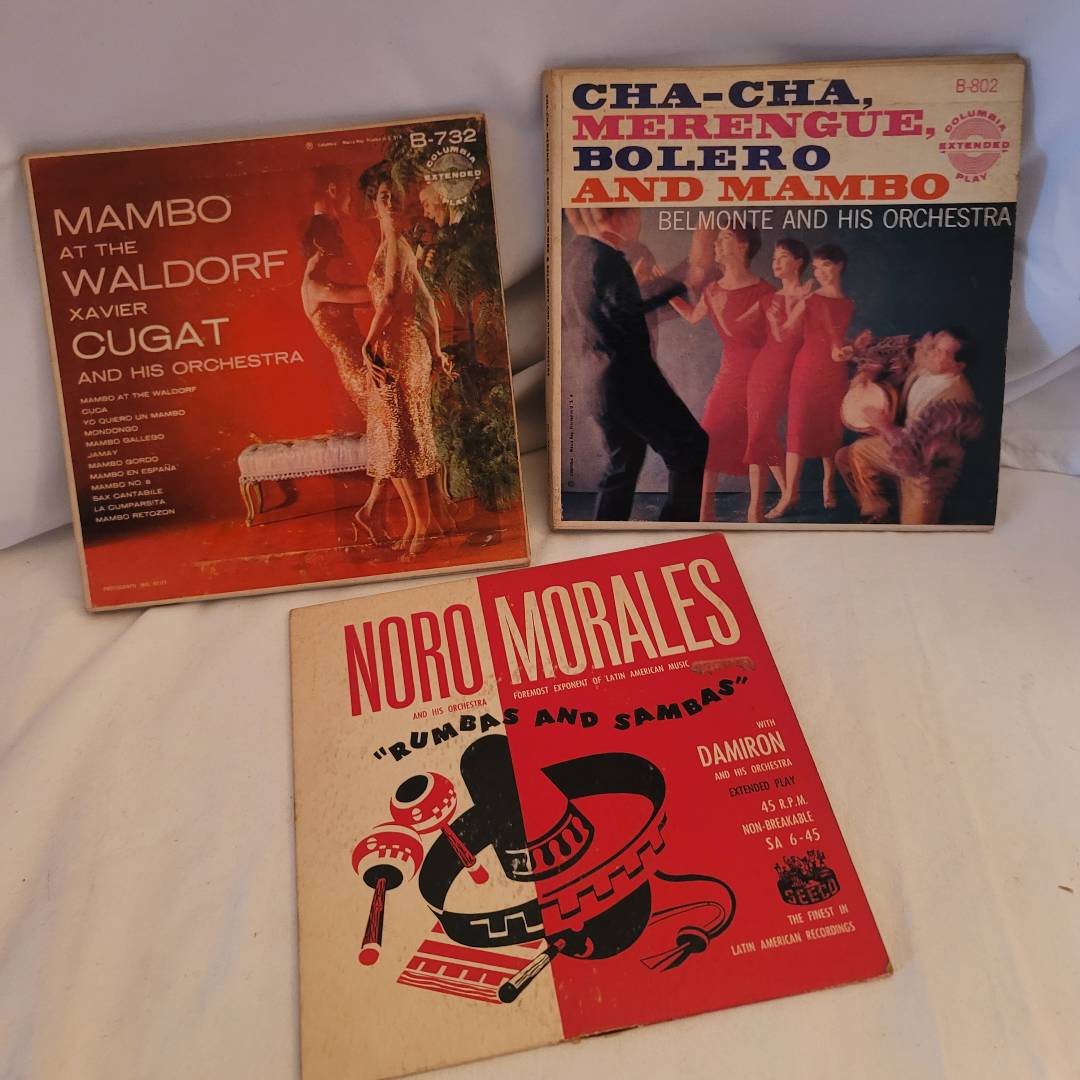 B-732
COLUMBIA
EXTENDED
PLAY
MAMBO
AT THE
WALDORF
XAVIER
CUGAT
AND HIS ORCHESTRA
MAMBO AT THE WALDORF
CUCA
YO QUIERO UN MAMBO
MONDONGO
MAMBO GALLEGO
JAMAY
MAMBO GORDO
MAMBO EN ESPAÑA
MAMBO NO. 8
SAX CANTABILE
LA CUMPARSITA
MAMBO RETOZON
CHA-CHA,
MERENGUE,
BOLERO
AND MAMBO
B-802
COLUMBIA
EXTENDED
PLAY
BELMONTE AND HIS ORCHESTRA
NORO MORALES
AND HIS ORCHESTRA
FOREMOST EXPONENT OF LATIN AMERICAN MUSIC
"RUMBAS AND SAMBAS"
WITH
DAMIRON
AND HIS ORCHESTRA
EXTENDED PLAY
45 R.P.M.
NON-BREAKABLE
SA 6-45
SEECO
THE FINEST IN
LATIN AMERICAN RECORDINGS